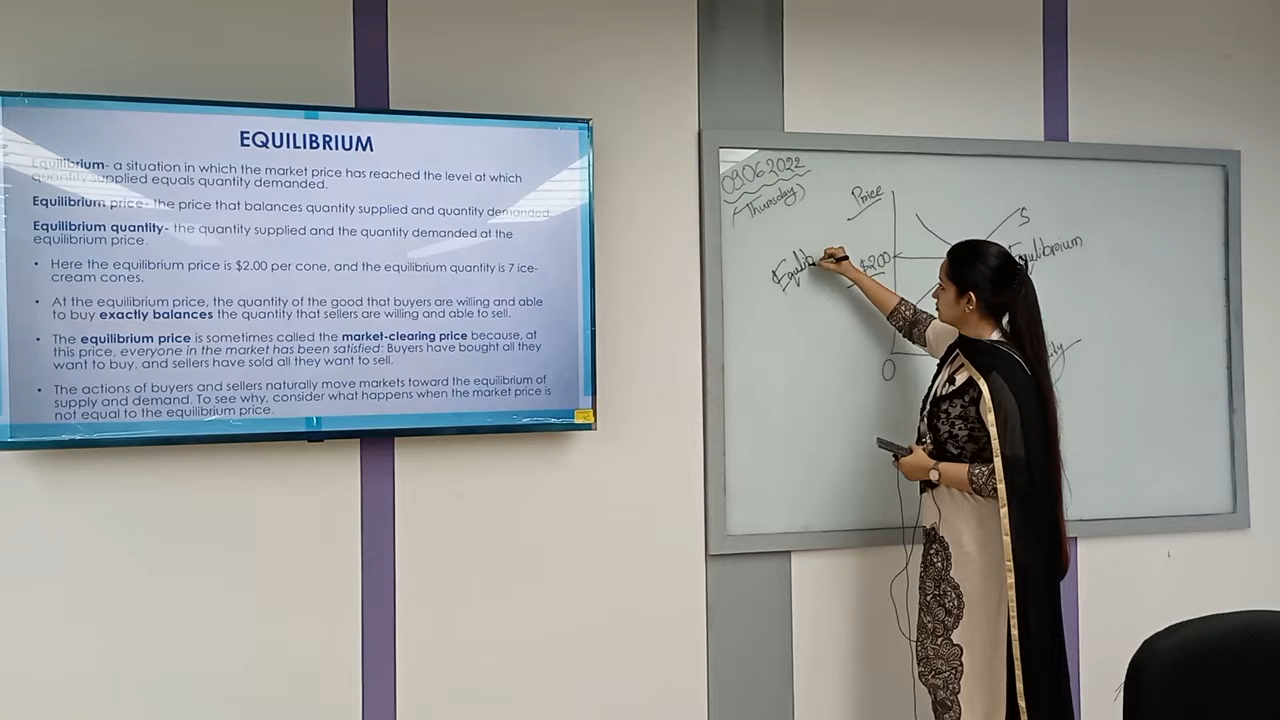 EQUILIBRIUM
Equilibrium- a situation in which the market price has reached the level at which
quantity supplied equals quantity demanded.
Equilibrium price- the price that balances quantity supplied and quantity demanded.
Equilibrium quantity- the quantity supplied and the quantity demanded at the
equilibrium price.
• Here the equilibrium price is $2.00 per cone, and the equilibrium quantity is 7 ice-
cream cones.
• At the equilibrium price, the quantity of the good that buyers are willing and able
to buy exactly balances the quantity that sellers are willing and able to sell.
• The equilibrium price is sometimes called the market-clearing price because, at
this price, everyone in the market has been satisfied: Buyers have bought all they
want to buy, and sellers have sold all they want to sell.
• The actions of buyers and sellers naturally move markets toward the equilibrium of
supply and demand. To see why, consider what happens when the market price is
not equal to the equilibrium price.
09.06.2022
(Thursday)
Price
S
Equilibrium
Equilib
$2.00
0